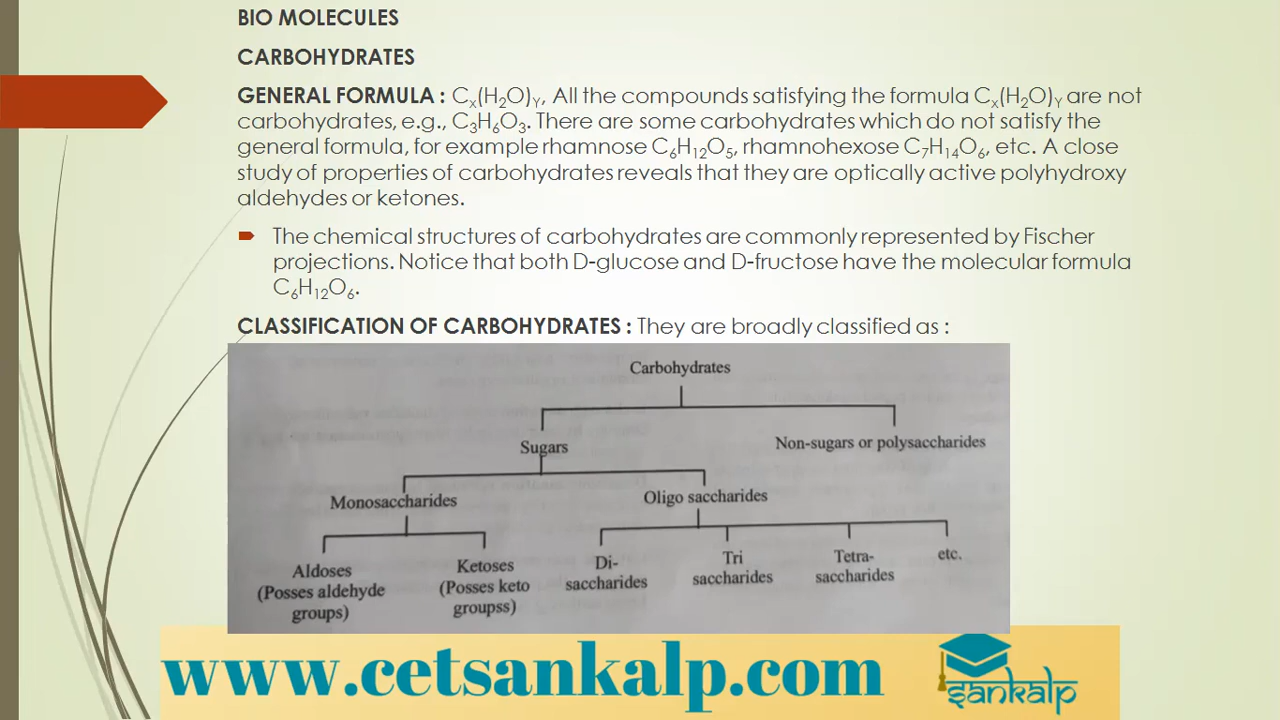 BIO MOLECULES
CARBOHYDRATES
GENERAL FORMULA : Cₓ(H₂O)ᵧ, All the compounds satisfying the formula Cₓ(H₂O)ᵧ are not
carbohydrates, e.g., C₃H₆O₃. There are some carbohydrates which do not satisfy the
general formula, for example rhamnose C₆H₁₂O₅, rhamnohexose C₇H₁₄O₆, etc. A close
study of properties of carbohydrates reveals that they are optically active polyhydroxy
aldehydes or ketones.
The chemical structures of carbohydrates are commonly represented by Fischer
projections. Notice that both D-glucose and D-fructose have the molecular formula
C₆H₁₂O₆.
CLASSIFICATION OF CARBOHYDRATES : They are broadly classified as :
Carbohydrates
Sugars
Non-sugars or polysaccharides
Monosaccharides
Oligo saccharides
Aldoses
(Posses aldehyde
groups)
Ketoses
(Posses keto
groupss)
Di-
saccharides
Tri
saccharides
Tetra-
saccharides
etc.
www.cetsankalp.com
sankalp